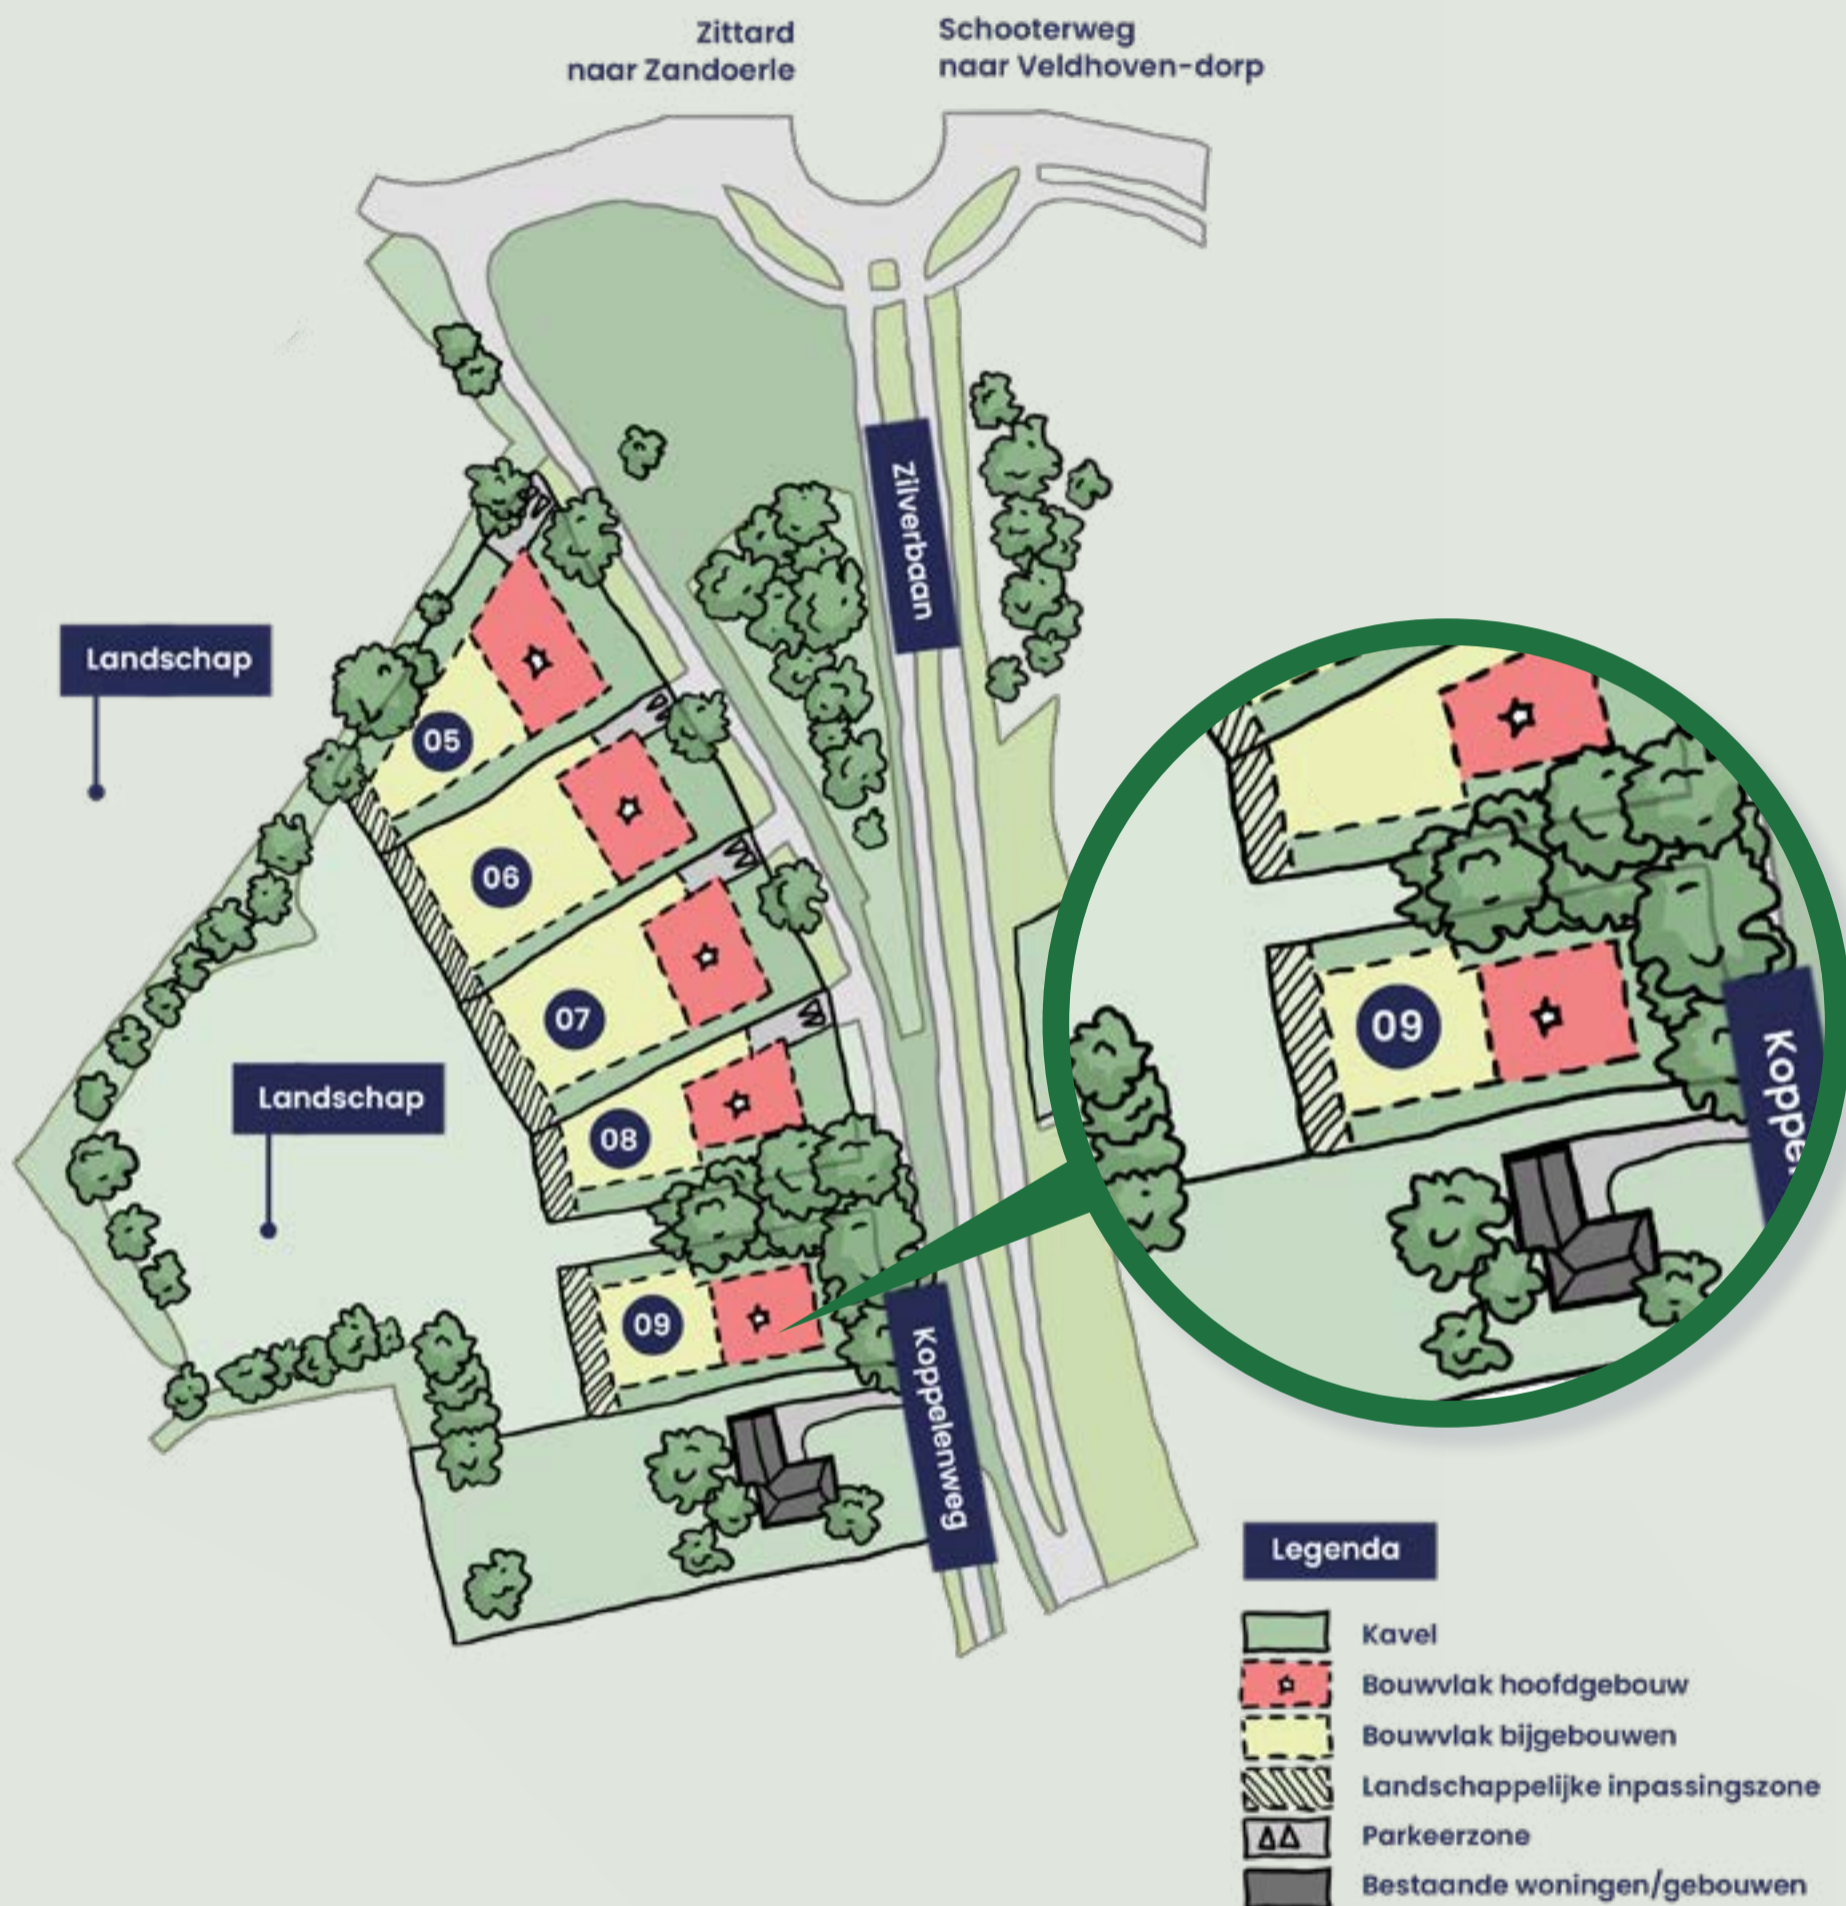 Zittard
naar Zandoerle
Schooterweg
naar Veldhoven-dorp
Zilverbaan
Landschap
05
06
07
Landschap
08
09
Koppelenweg
09
Koppe
Legenda
Kavel
Bouwvlak hoofdgebouw
Bouwvlak bijgebouwen
Landschappelijke inpassingszone
Parkeerzone
Bestaande woningen/gebouwen